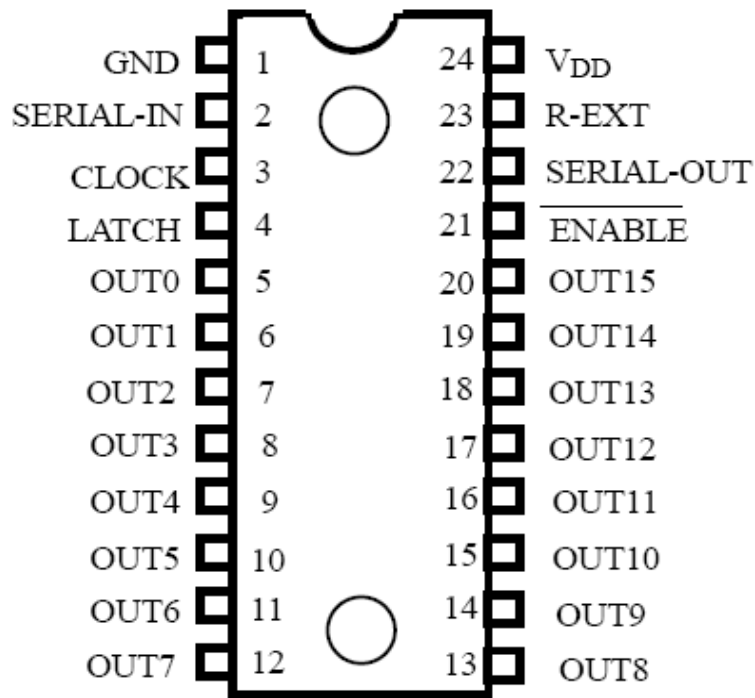 GND 1 24 VDD
SERIAL-IN 2 23 R-EXT
CLOCK 3 22 SERIAL-OUT
LATCH 4 21 ENABLE
OUT0 5 20 OUT15
OUT1 6 19 OUT14
OUT2 7 18 OUT13
OUT3 8 17 OUT12
OUT4 9 16 OUT11
OUT5 10 15 OUT10
OUT6 11 14 OUT9
OUT7 12 13 OUT8